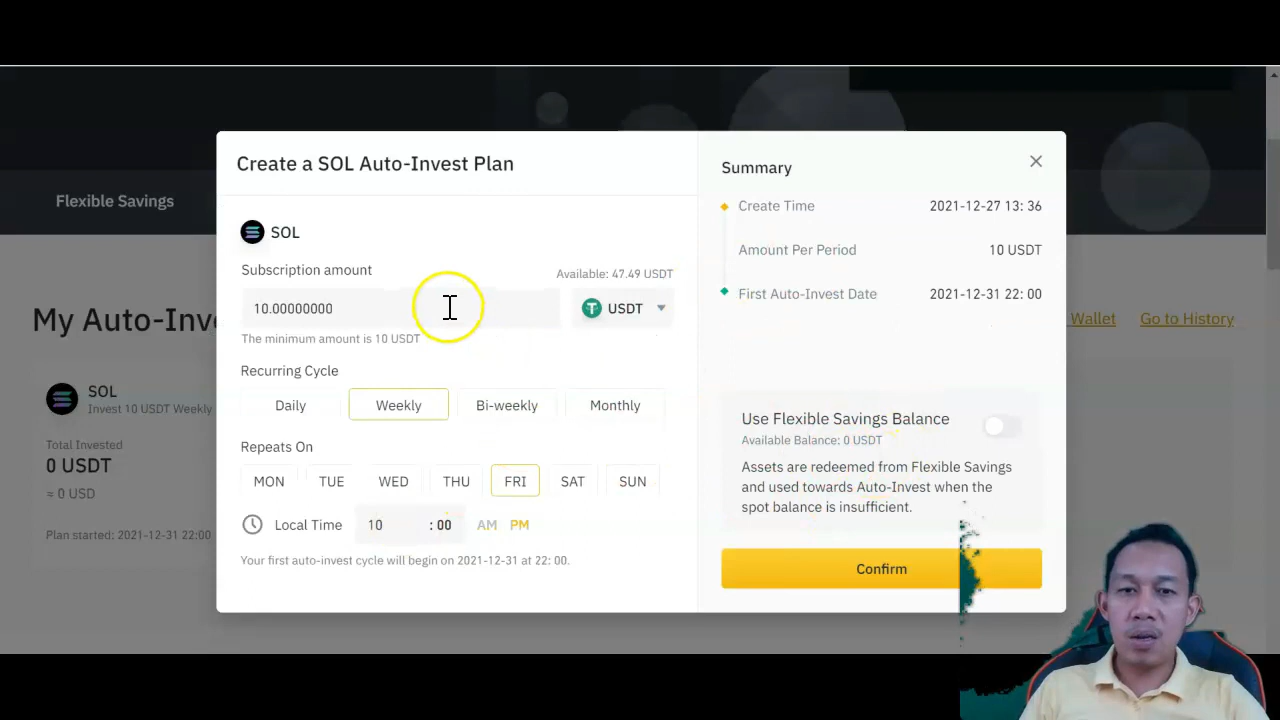 Flexible Savings
My Auto-Inv
Wallet
Go to History
SOL
Invest 10 USDT Weekly
Total Invested
0 USDT
≈ 0 USD
Plan started: 2021-12-31 22:00
Create a SOL Auto-Invest Plan
SOL
Subscription amount
Available: 47.49 USDT
10.00000000
USDT
The minimum amount is 10 USDT
Recurring Cycle
Daily Weekly Bi-weekly Monthly
Repeats On
MON TUE WED THU FRI SAT SUN
Local Time 10 : 00 AM PM
Your first auto-invest cycle will begin on 2021-12-31 at 22: 00.
Summary
Create Time 2021-12-27 13: 36
Amount Per Period 10 USDT
First Auto-Invest Date 2021-12-31 22: 00
Use Flexible Savings Balance
Available Balance: 0 USDT
Assets are redeemed from Flexible Savings
and used towards Auto-Invest when the
spot balance is insufficient.
Confirm